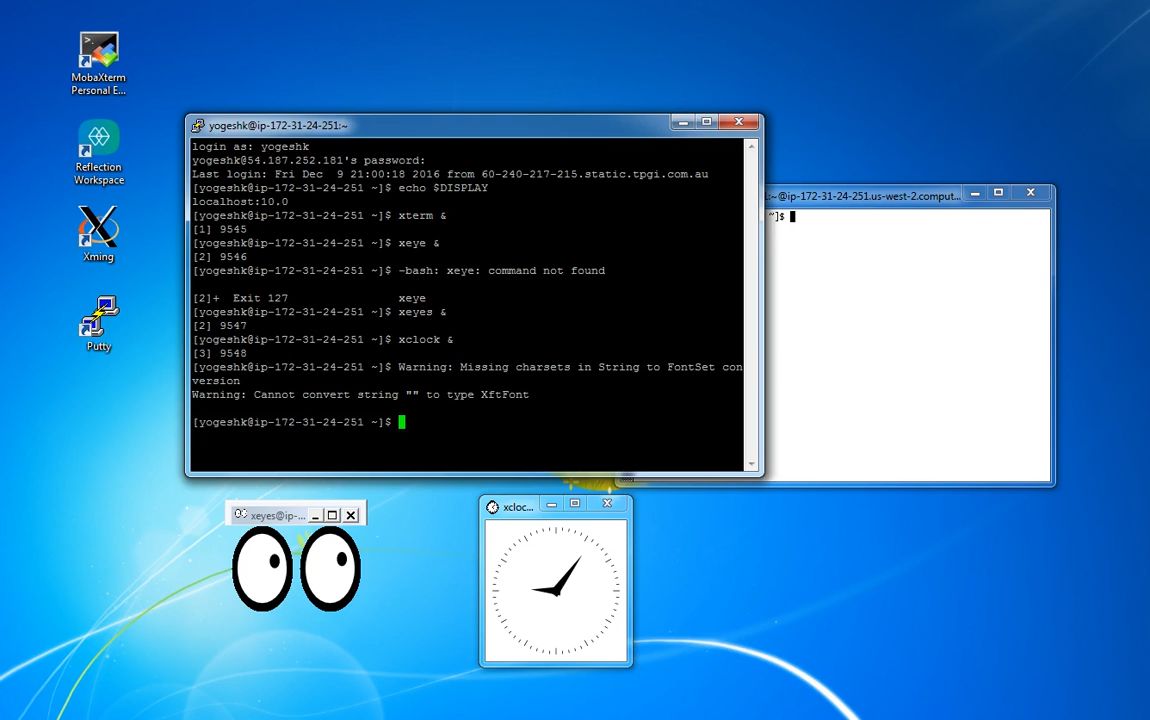 MobaXterm
Personal E...
Reflection
Workspace
Xming
Putty
yogeshk@ip-172-31-24-251:~
login as: yogeshk
yogeshk@54.187.252.181's password:
Last login: Fri Dec  9 21:00:18 2016 from 60-240-217-215.static.tpgi.com.au
[yogeshk@ip-172-31-24-251 ~]$ echo $DISPLAY
localhost:10.0
[yogeshk@ip-172-31-24-251 ~]$ xterm &
[1] 9545
[yogeshk@ip-172-31-24-251 ~]$ xeye &
[2] 9546
[yogeshk@ip-172-31-24-251 ~]$ -bash: xeye: command not found
[2]+  Exit 127                xeye
[yogeshk@ip-172-31-24-251 ~]$ xeyes &
[2] 9547
[yogeshk@ip-172-31-24-251 ~]$ xclock &
[3] 9548
[yogeshk@ip-172-31-24-251 ~]$ Warning: Missing charsets in String to FontSet con
version
Warning: Cannot convert string "" to type XftFont
[yogeshk@ip-172-31-24-251 ~]$
:~@ip-172-31-24-251.us-west-2.comput...
~]$
xeyes@ip-...
xcloc...